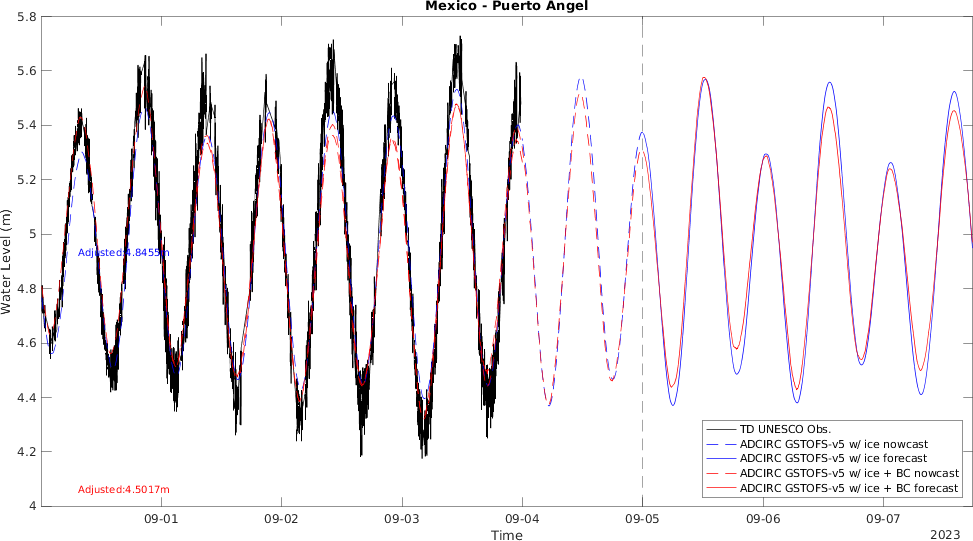 Mexico - Puerto Angel
5.8
5.6
5.4
5.2
5
4.8
4.6
4.4
4.2
4
Water Level (m)
Adjusted:4.8455m
Adjusted:4.5017m
TD UNESCO Obs.
ADCIRC GSTOFS-v5 w/ ice nowcast
ADCIRC GSTOFS-v5 w/ ice forecast
ADCIRC GSTOFS-v5 w/ ice + BC nowcast
ADCIRC GSTOFS-v5 w/ ice + BC forecast
09-01 09-02 09-03 09-04 09-05 09-06 09-07
Time
2023